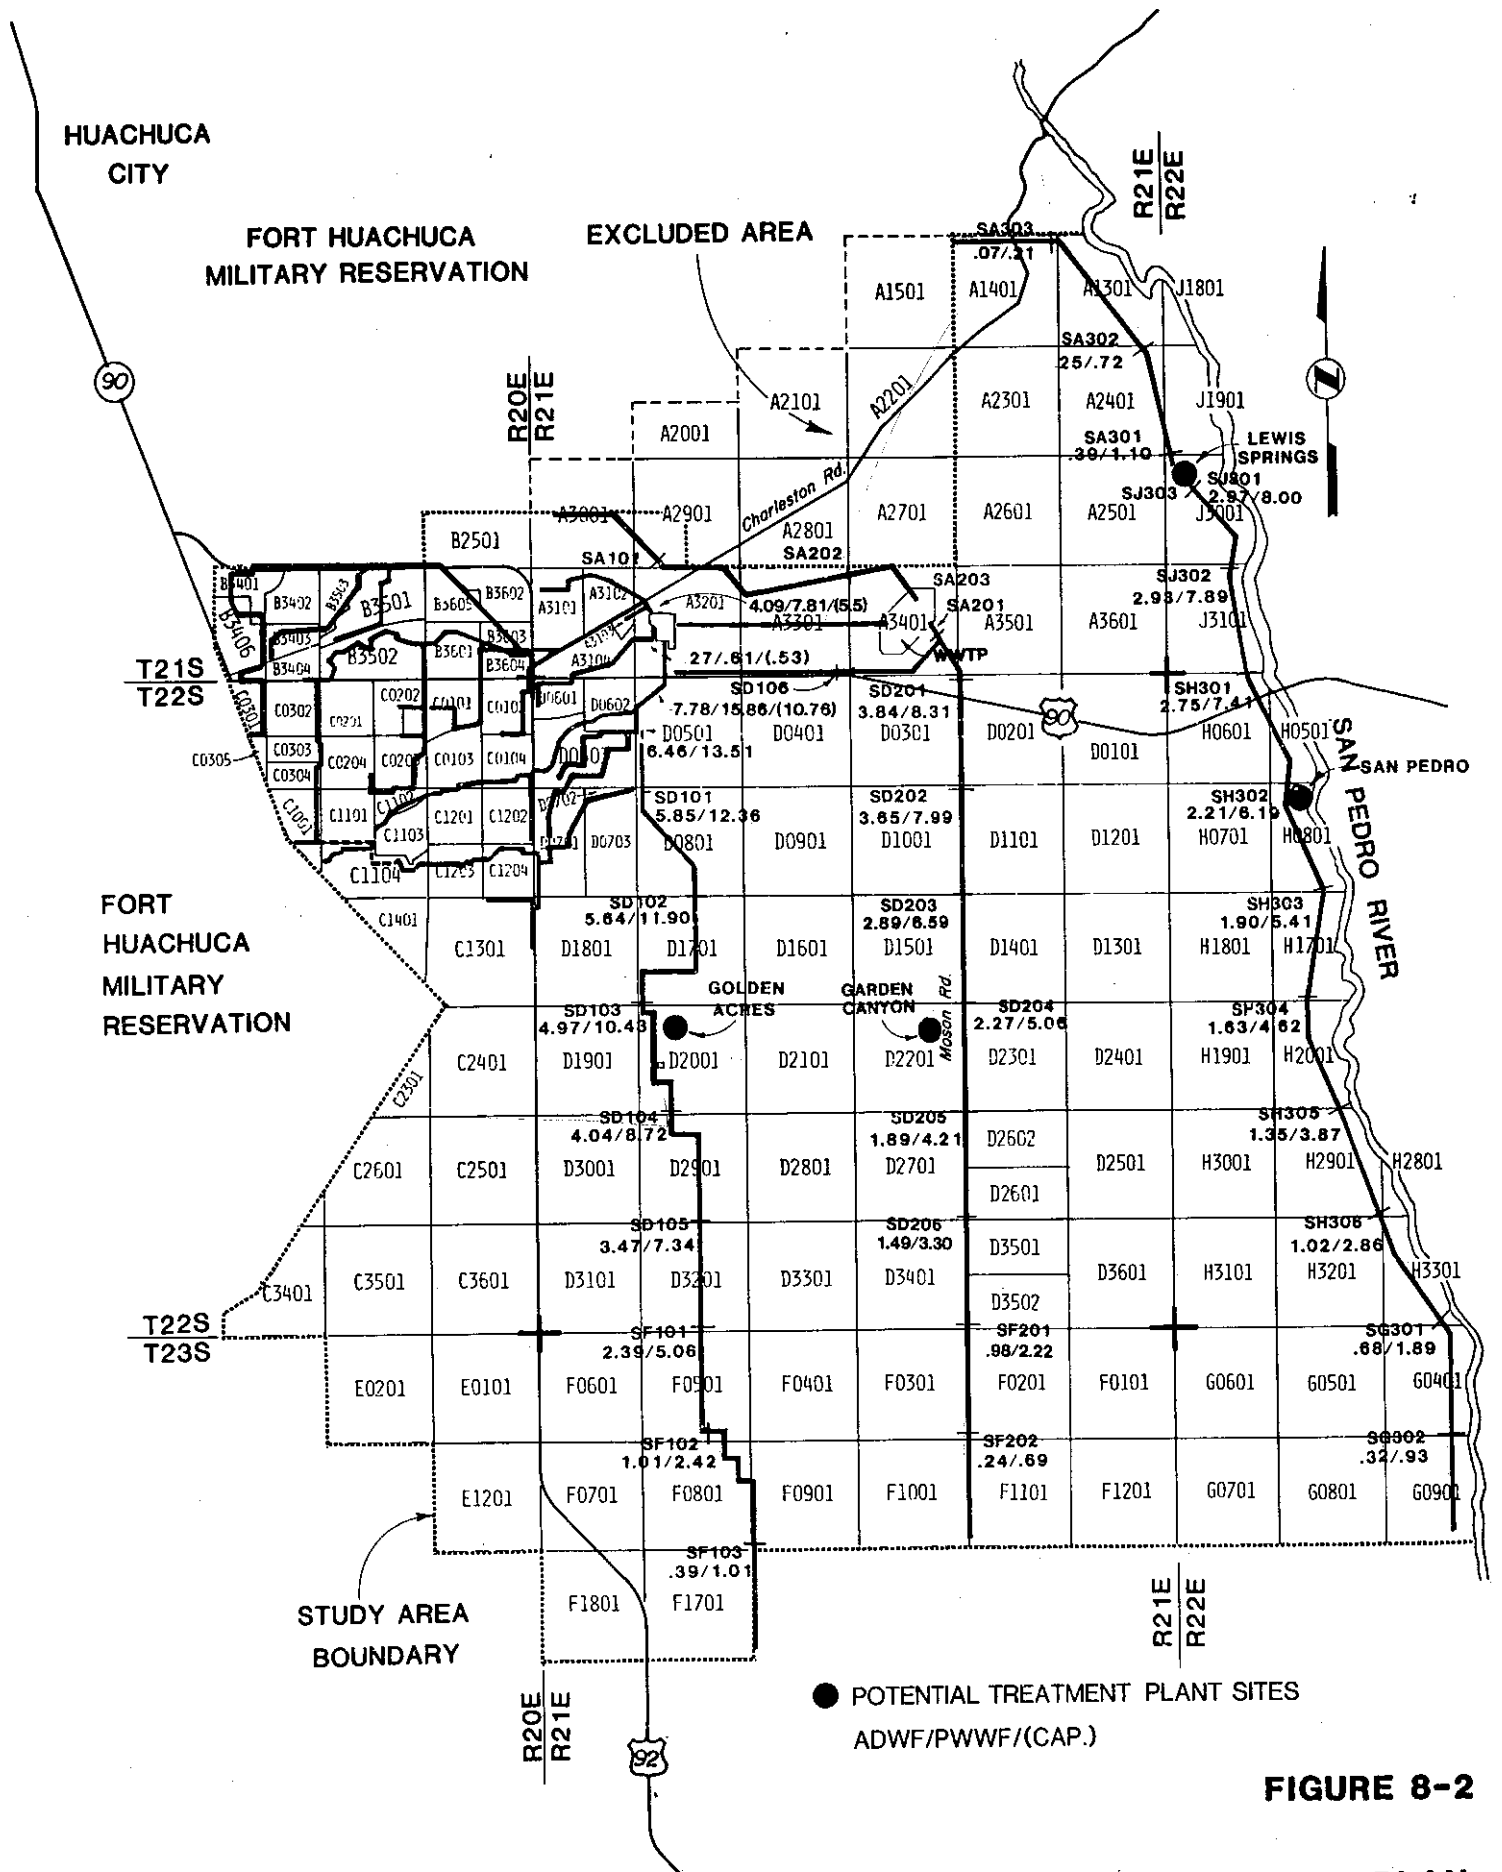 HUACHUCA
CITY
FORT HUACHUCA
MILITARY RESERVATION
EXCLUDED AREA
R21E
R22E
90
R20E
R21E
SA303
.07/.21
A1501
A1401
A1301
J1801
SA302
.25/.72
A2101
A2201
A2301
A2401
J1901
A2001
SA301
.39/1.10
LEWIS
SPRINGS
SJ303
SJ301
2.97/8.00
J3001
Charleston Rd.
B2501
A3001
A2901
A2801
A2701
A2601
A2501
SA101
SA202
SA203
SA201
SJ302
2.93/7.89
J3101
B3401
B3402
B3503
B3501
B3602
A3101
A3102
A3201
4.09/7.81/(5.5)
A3301
A3401
A3501
A3601
B3406
B3403
B3404
B3502
B3601
B3603
B3604
A3103
A3104
.27/.61/(.53)
WWTP
T21S
T22S
SD106
7.78/15.86/(10.76)
SD201
3.84/8.31
90
SH301
2.75/7.41
C0301
C0302
C0201
C0202
C0101
C0102
D0601
D0602
D0501
6.46/13.51
D0401
D0301
D0201
D0101
H0601
H0501
C0305
C0303
C0304
C0204
C0103
C0104
SAN PEDRO
SAN PEDRO RIVER
SD101
5.85/12.36
SD202
3.65/7.99
SH302
2.21/6.19
C1001
C1101
C1102
C1103
C1201
C1202
D0702
D0701
D0703
D0801
D0901
D1001
D1101
D1201
H0701
H0801
C1104
C1203
C1204
SD102
5.64/11.90
SD203
2.89/6.59
SH303
1.90/5.41
FORT
HUACHUCA
MILITARY
RESERVATION
C1401
C1301
D1801
D1701
D1601
D1501
D1401
D1301
H1801
H1701
GOLDEN
ACRES
GARDEN
CANYON
Moson Rd.
SD103
4.97/10.43
SD204
2.27/5.06
SH304
1.63/4.62
C2301
C2401
D1901
D2001
D2101
D2201
D2301
D2401
H1901
H2001
SD104
4.04/8.72
SD205
1.89/4.21
SH305
1.35/3.87
C2601
C2501
D3001
D2901
D2801
D2701
D2602
D2601
D2501
H3001
H2901
H2801
SD105
3.47/7.34
SD206
1.49/3.30
SH306
1.02/2.86
C3401
C3501
C3601
D3101
D3201
D3301
D3401
D3501
D3502
D3601
H3101
H3201
H3301
T22S
T23S
SF101
2.39/5.06
SF201
.98/2.22
SG301
.68/1.89
E0201
E0101
F0601
F0501
F0401
F0301
F0201
F0101
G0601
G0501
G0401
SF102
1.01/2.42
SF202
.24/.69
SG302
.32/.93
E1201
F0701
F0801
F0901
F1001
F1101
F1201
G0701
G0801
G0901
SF103
.39/1.01
F1801
F1701
STUDY AREA
BOUNDARY
R20E
R21E
92
R21E
R22E
POTENTIAL TREATMENT PLANT SITES
ADWF/PWWF/(CAP.)
FIGURE 8-2